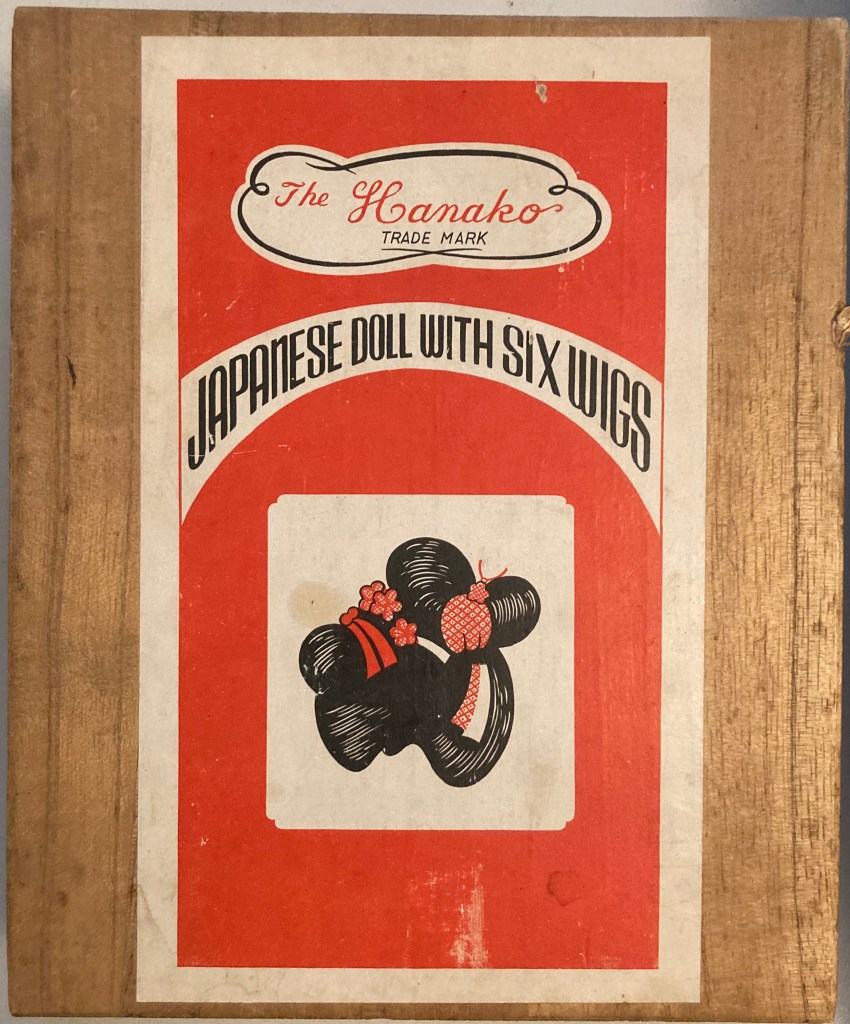 The Hanako
TRADE MARK
JAPANESE DOLL WITH SIX WIGS